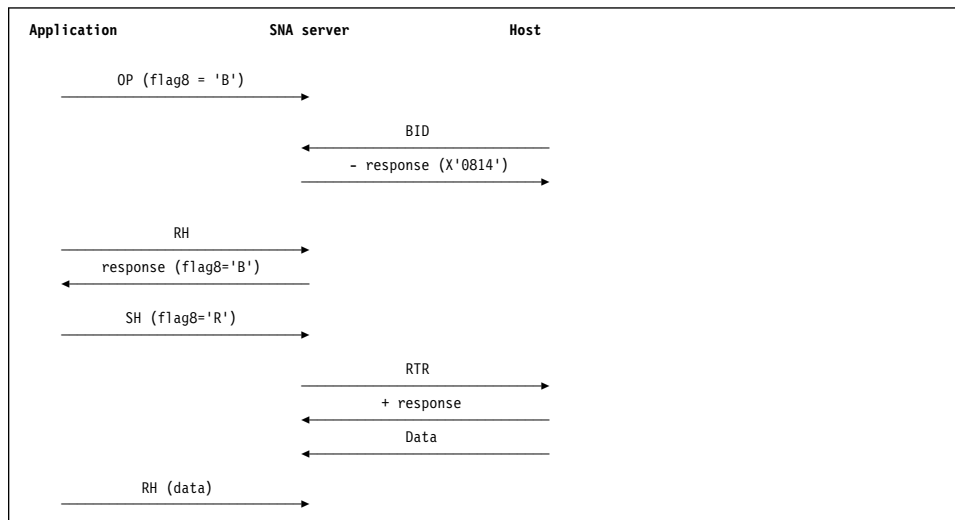 Application SNA server Host
OP (flag8 = 'B')
BID
- response (X'0814')
RH
response (flag8='B')
SH (flag8='R')
RTR
+ response
Data
RH (data)